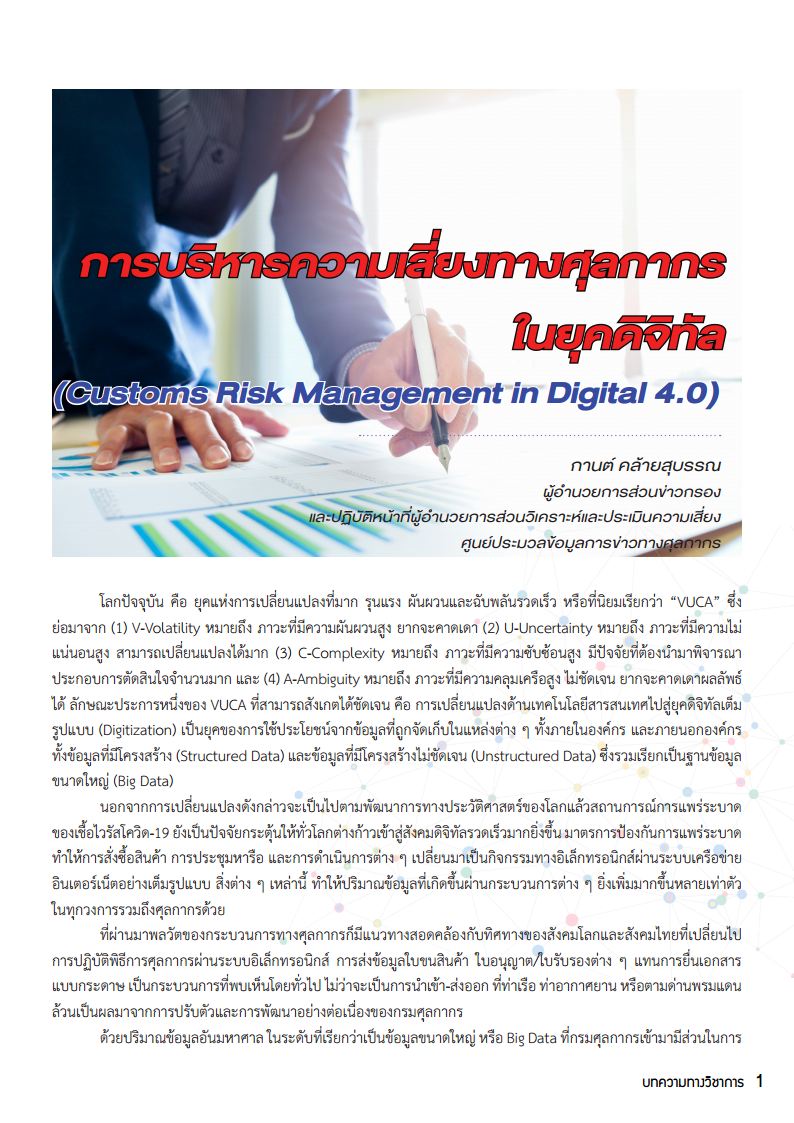 การบริหารความเสี่ยงทางศุลกากร
ในยุคดิจิทัล
(Customs Risk Management in Digital 4.0)
กานต์ คล้ายสุบรรณ
ผู้อำนวยการส่วนข่าวกรอง
และปฏิบัติหน้าที่ผู้อำนวยการส่วนวิเคราะห์และประเมินความเสี่ยง
ศูนย์ประมวลข้อมูลการข่าวทางศุลกากร
โลกปัจจุบัน คือ ยุคแห่งการเปลี่ยนแปลงที่มาก รุนแรง ผันผวนและฉับพลันรวดเร็ว หรือที่นิยมเรียกว่า “VUCA” ซึ่ง
ย่อมาจาก (1) V-Volatility หมายถึง ภาวะที่มีความผันผวนสูง ยากจะคาดเดา (2) U-Uncertainty หมายถึง ภาวะที่มีความไม่
แน่นอนสูง สามารถเปลี่ยนแปลงได้มาก (3) C-Complexity หมายถึง ภาวะที่มีความซับซ้อนสูง มีปัจจัยที่ต้องนำมาพิจารณา
ประกอบการตัดสินใจจำนวนมาก และ (4) A-Ambiguity หมายถึง ภาวะที่มีความคลุมเครือสูง ไม่ชัดเจน ยากจะคาดเดาผลลัพธ์
ได้ ลักษณะประการหนึ่งของ VUCA ที่สามารถสังเกตได้ชัดเจน คือ การเปลี่ยนแปลงด้านเทคโนโลยีสารสนเทศไปสู่ยุคดิจิทัลเต็ม
รูปแบบ (Digitization) เป็นยุคของการใช้ประโยชน์จากข้อมูลที่ถูกจัดเก็บในแหล่งต่าง ๆ ทั้งภายในองค์กร และภายนอกองค์กร
ทั้งข้อมูลที่มีโครงสร้าง (Structured Data) และข้อมูลที่มีโครงสร้างไม่ชัดเจน (Unstructured Data) ซึ่งรวมเรียกเป็นฐานข้อมูล
ขนาดใหญ่ (Big Data)
นอกจากการเปลี่ยนแปลงดังกล่าวจะเป็นไปตามพัฒนาการทางประวัติศาสตร์ของโลกแล้วสถานการณ์การแพร่ระบาด
ของเชื้อไวรัสโควิด-19 ยังเป็นปัจจัยกระตุ้นให้ทั่วโลกต่างก้าวเข้าสู่สังคมดิจิทัลรวดเร็วมากยิ่งขึ้น มาตรการป้องกันการแพร่ระบาด
ทำให้การสั่งซื้อสินค้า การประชุมหารือ และการดำเนินการต่าง ๆ เปลี่ยนมาเป็นกิจกรรมทางอิเล็กทรอนิกส์ผ่านระบบเครือข่าย
อินเตอร์เน็ตอย่างเต็มรูปแบบ สิ่งต่าง ๆ เหล่านี้ ทำให้ปริมาณข้อมูลที่เกิดขึ้นผ่านกระบวนการต่าง ๆ ยิ่งเพิ่มมากขึ้นหลายเท่าตัว
ในทุกวงการรวมถึงศุลกากรด้วย
ที่ผ่านมาพลวัตของกระบวนการทางศุลกากรก็มีแนวทางสอดคล้องกับทิศทางของสังคมโลกและสังคมไทยที่เปลี่ยนไป
การปฏิบัติพิธีการศุลกากรผ่านระบบอิเล็กทรอนิกส์ การส่งข้อมูลใบขนสินค้า ใบอนุญาต/ใบรับรองต่าง ๆ แทนการยื่นเอกสาร
แบบกระดาษ เป็นกระบวนการที่พบเห็นโดยทั่วไป ไม่ว่าจะเป็นการนำเข้า-ส่งออก ที่ท่าเรือ ท่าอากาศยาน หรือตามด่านพรมแดน
ล้วนเป็นผลมาจากการปรับตัวและการพัฒนาอย่างต่อเนื่องของกรมศุลกากร
ด้วยปริมาณข้อมูลอันมหาศาล ในระดับที่เรียกว่าเป็นข้อมูลขนาดใหญ่ หรือ Big Data ที่กรมศุลกากรเข้ามามีส่วนในการ
บทความทางวิชาการ 1